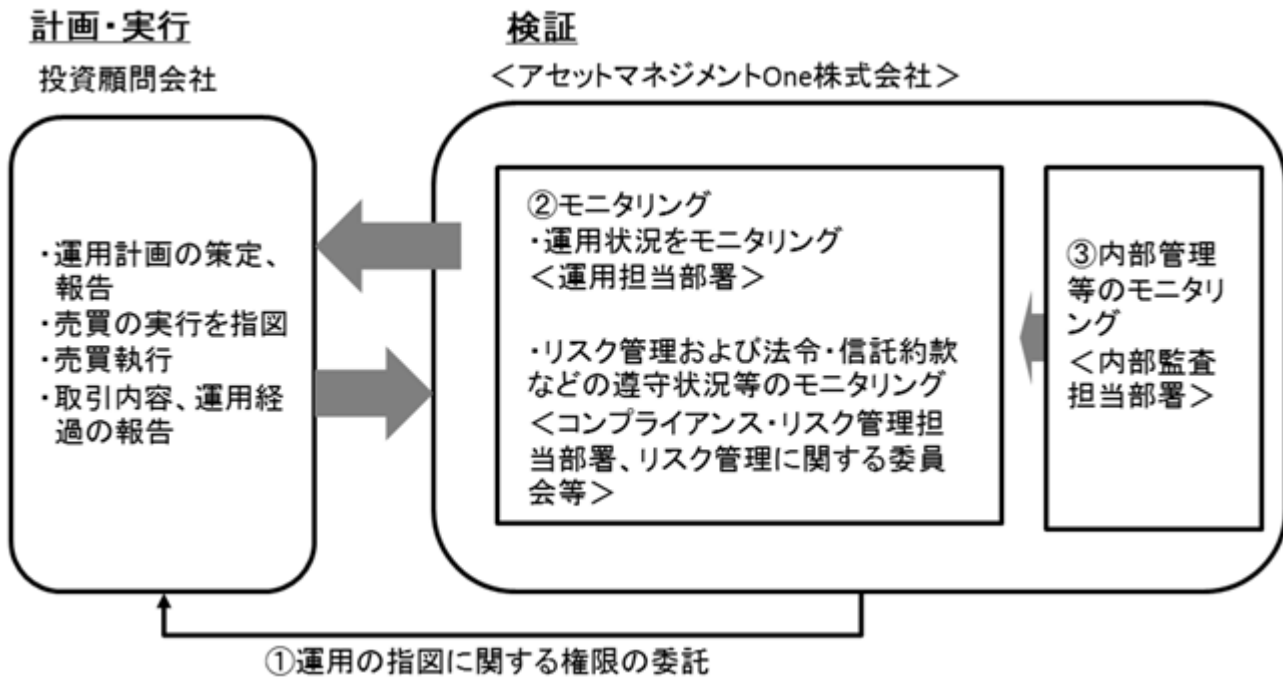 計画・実行
投資顧問会社
・運用計画の策定、
報告
・売買の実行を指図
・売買執行
・取引内容、運用経
過の報告
検証
＜アセットマネジメントOne株式会社＞
②モニタリング
・運用状況をモニタリング
＜運用担当部署＞
・リスク管理および法令・信託約款
などの遵守状況等のモニタリング
＜コンプライアンス・リスク管理担
当部署、リスク管理に関する委員
会等＞
③内部管理
等のモニタリ
ング
＜内部監査
担当部署＞
①運用の指図に関する権限の委託